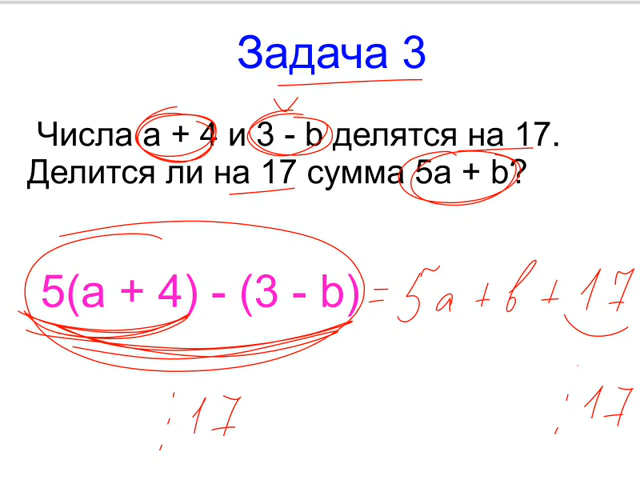 Задача 3
Числа a + 4 и 3 - b делятся на 17.
Делится ли на 17 сумма 5a + b?
5(a + 4) - (3 - b) = 5a + b + 17
⋮ 17 ⋮ 17